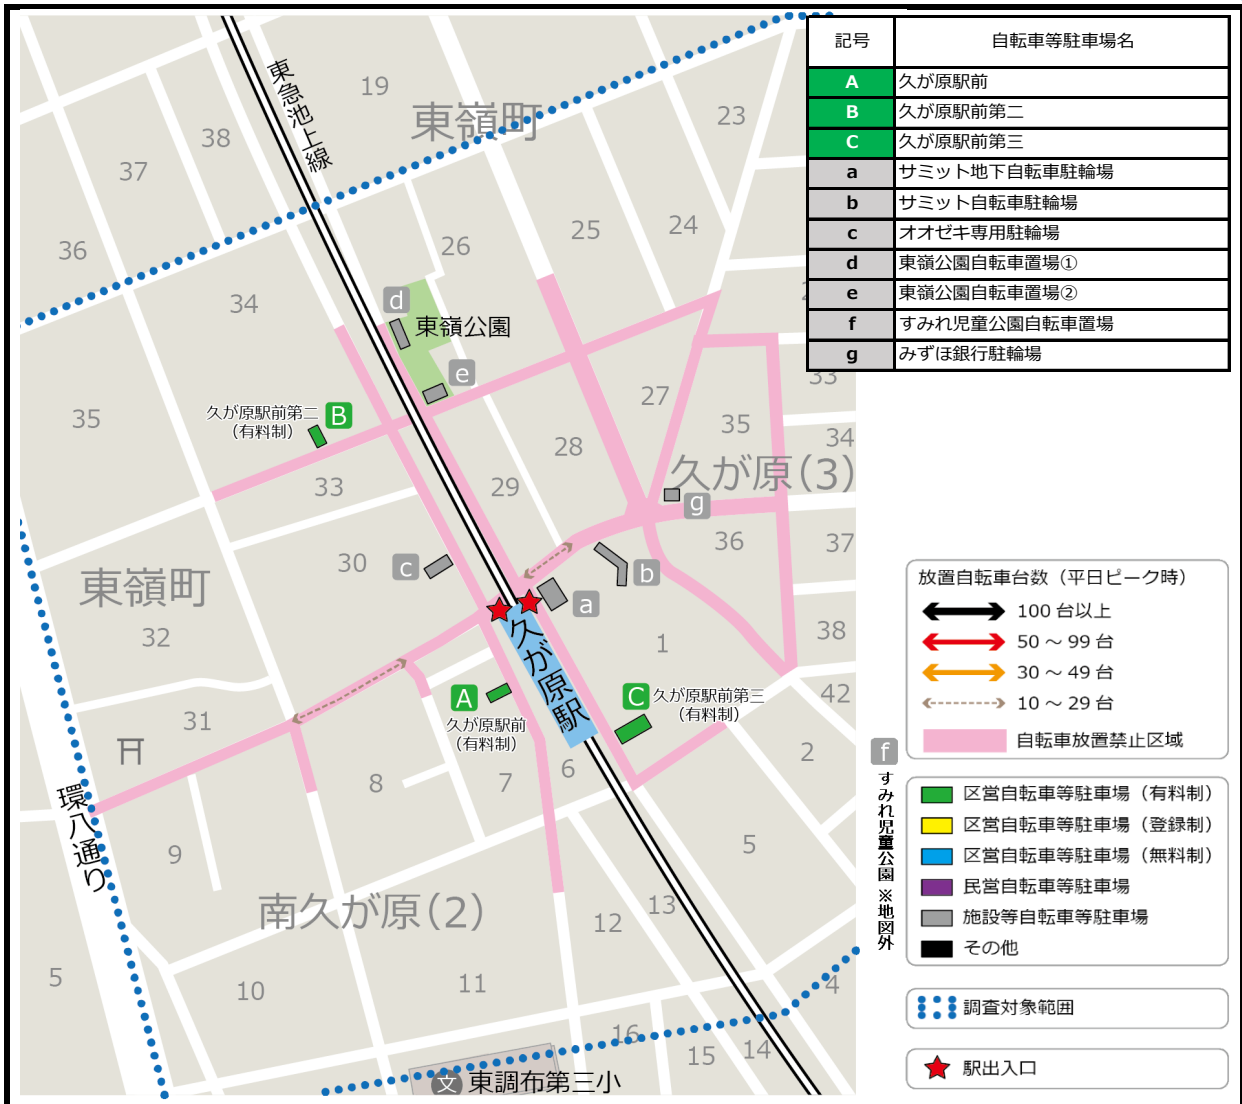 記号 自転車等駐車場名
A 久が原駅前
B 久が原駅前第二
C 久が原駅前第三
a サミット地下自転車駐輪場
b サミット自転車駐輪場
c オオゼキ専用駐輪場
d 東嶺公園自転車置場①
e 東嶺公園自転車置場②
f すみれ児童公園自転車置場
g みずほ銀行駐輪場
東急池上線
19
東嶺町
23
38
37
36
26
25
24
34
d
東嶺公園
e
33
久が原駅前第二
（有料制）
B
35
27
35
34
28
久が原(3)
33
29
g
36
37
30
c
b
a
東嶺町
32
1
38
久が原駅
31
A
久が原駅前
（有料制）
C
久が原駅前第三
（有料制）
42
2
8
7
6
環八通り
9
5
南久が原(2)
12
13
5
10
11
4
16
15
14
文 東調布第三小
f
すみれ児童公園 ※地図外
放置自転車台数（平日ピーク時）
100 台以上
50 ～ 99 台
30 ～ 49 台
10 ～ 29 台
自転車放置禁止区域
区営自転車等駐車場（有料制）
区営自転車等駐車場（登録制）
区営自転車等駐車場（無料制）
民営自転車等駐車場
施設等自転車等駐車場
その他
調査対象範囲
駅出入口